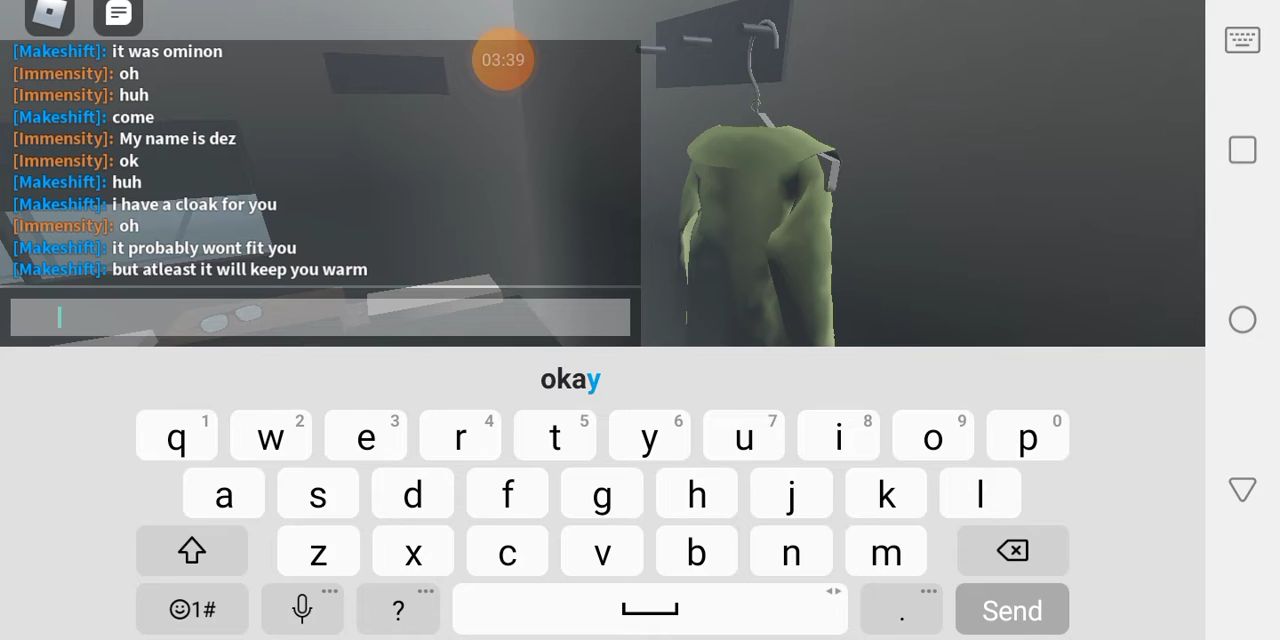 03:39
[Makeshift]: it was ominon
[Immensity]: oh
[Immensity]: huh
[Makeshift]: come
[Immensity]: My name is dez
[Immensity]: ok
[Makeshift]: huh
[Makeshift]: i have a cloak for you
[Immensity]: oh
[Makeshift]: it probably wont fit you
[Makeshift]: but atleast it will keep you warm
okay
q 1 w 2 e 3 r 4 t 5 y 6 u 7 i 8 o 9 p 0
a s d f g h j k l
z x c v b n m
1# ? . Send